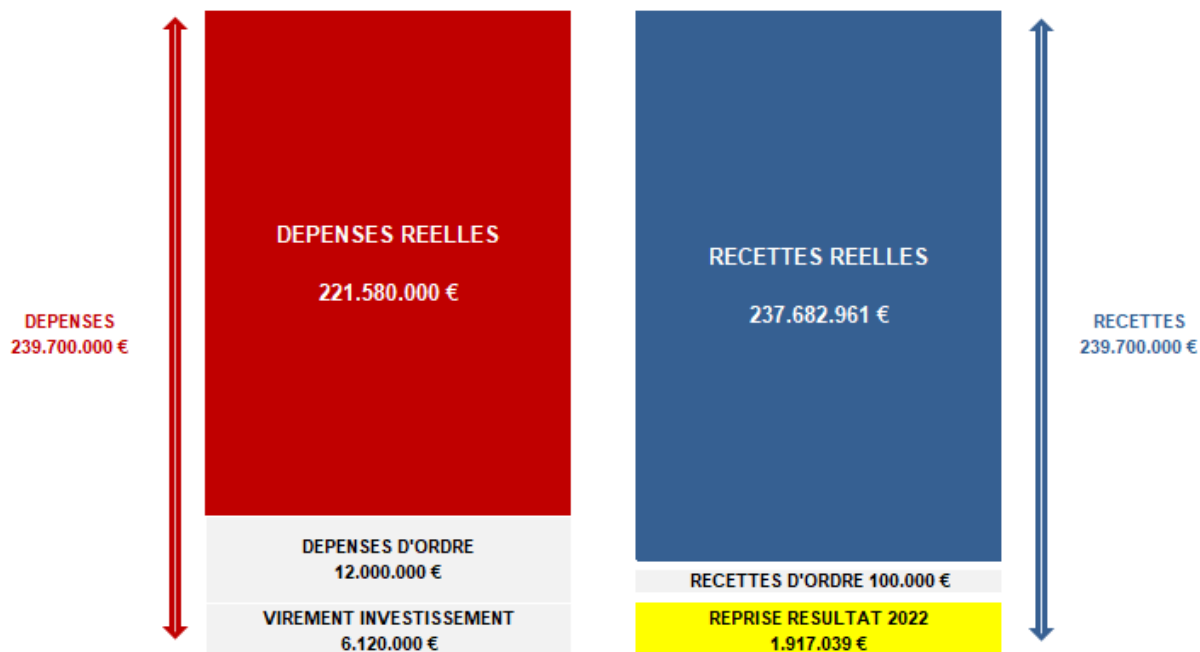 DEPENSES
239.700.000 €
DEPENSES REELLES
221.580.000 €
DEPENSES D'ORDRE
12.000.000 €
VIREMENT INVESTISSEMENT
6.120.000 €
RECETTES REELLES
237.682.961 €
RECETTES D'ORDRE 100.000 €
REPRISE RESULTAT 2022
1.917.039 €
RECETTES
239.700.000 €